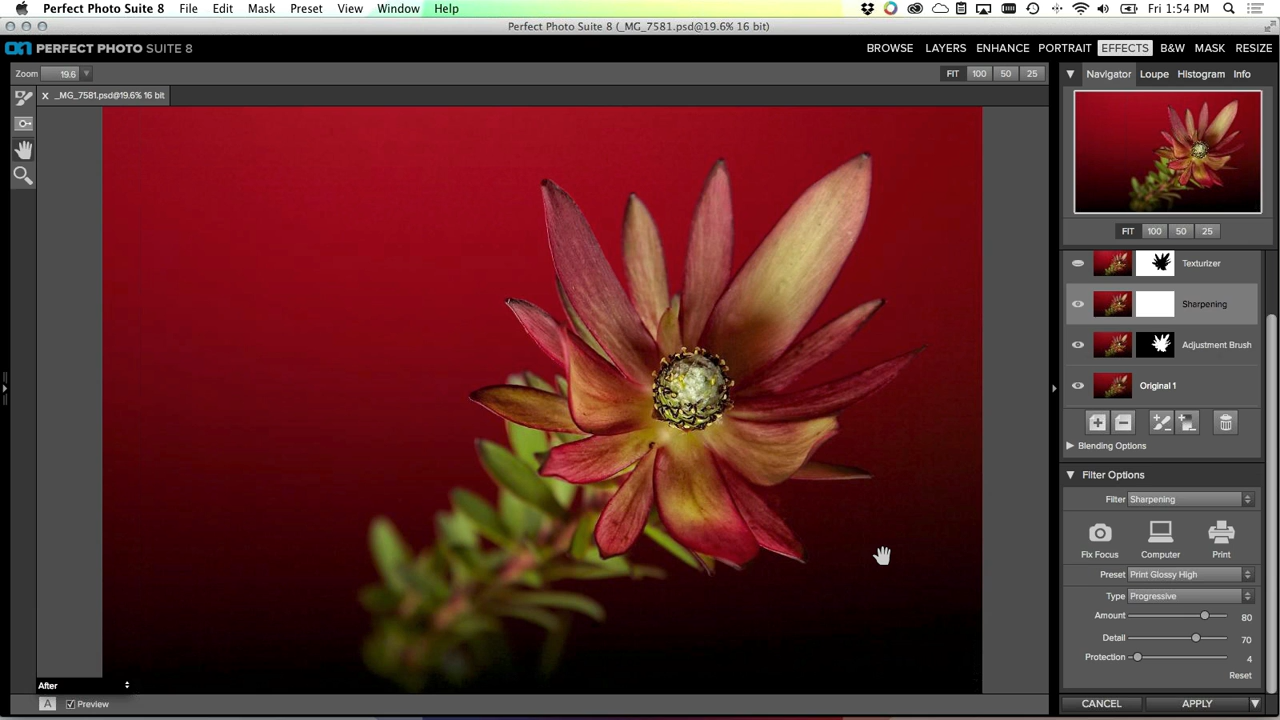 Perfect Photo Suite 8 File Edit Mask Preset View Window Help Fri 1:54 PM
Perfect Photo Suite 8 (_MG_7581.psd@19.6% 16 bit)
on PERFECT PHOTO SUITE 8 BROWSE LAYERS ENHANCE PORTRAIT EFFECTS B&W MASK RESIZE
Zoom 19.6 FIT 100 50 25
x _MG_7581.psd@19.6% 16 bit
Navigator Loupe Histogram Info
FIT 100 50 25
Texturizer
Sharpening
Adjustment Brush
Original 1
Blending Options
Filter Options
Filter Sharpening
Fix Focus Computer Print
Preset Print Glossy High
Type Progressive
Amount 80
Detail 70
Protection 4
Reset
After
A Preview
CANCEL APPLY